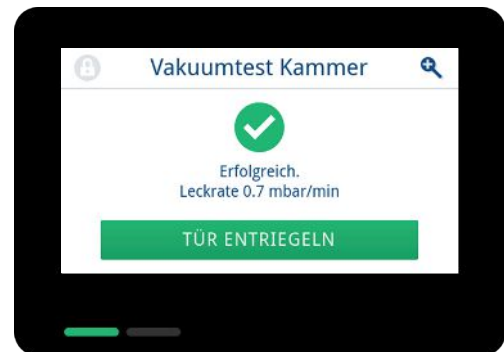 Vakuumtest Kammer
Erfolgreich.
Leckrate 0.7 mbar/min
TÜR ENTRIEGELN